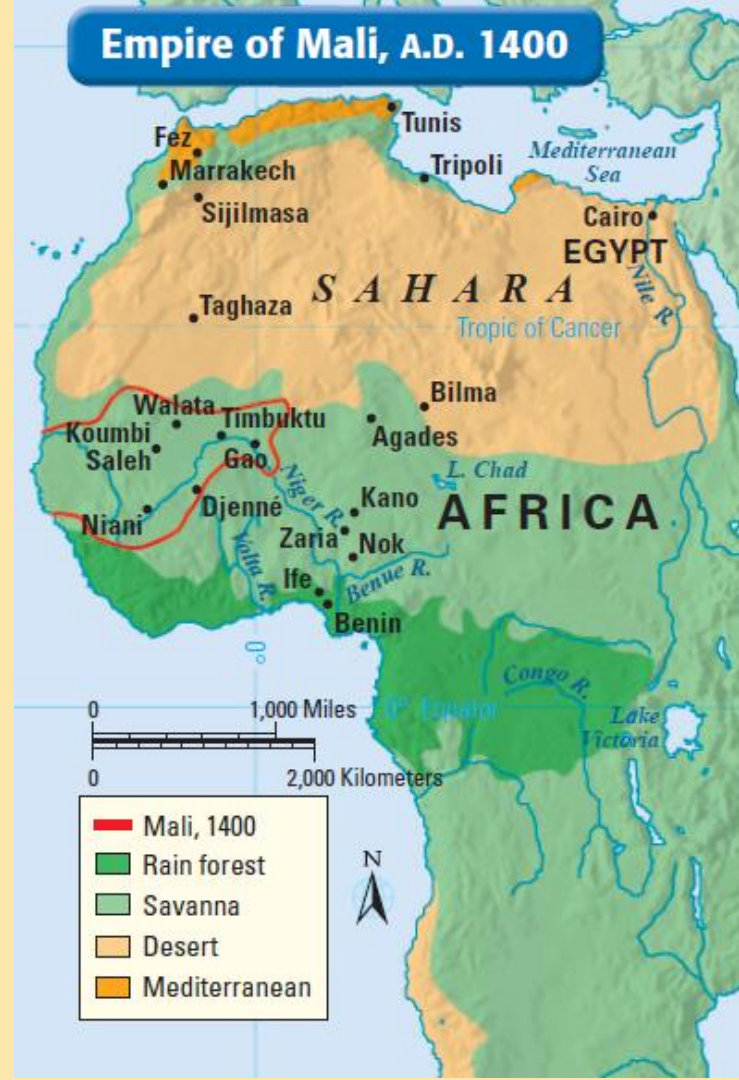 Empire of Mali, A.D. 1400
Tunis
Fez
Mediterranean
Sea
Marrakech
Tripoli
Sijilmasa
Cairo
EGYPT
Nile R.
SAHARA
Taghaza
Tropic of Cancer
Bilma
Walata
Timbuktu
Koumbi
Saleh
Agades
Gao
L. Chad
Niger R.
Kano
AFRICA
Djenné
Niani
Zaria
Nok
Volta R.
Ife
Benue R.
Benin
Congo R.
0° Equator
Lake
Victoria
0 1,000 Miles
0 2,000 Kilometers
N
Mali, 1400
Rain forest
Savanna
Desert
Mediterranean